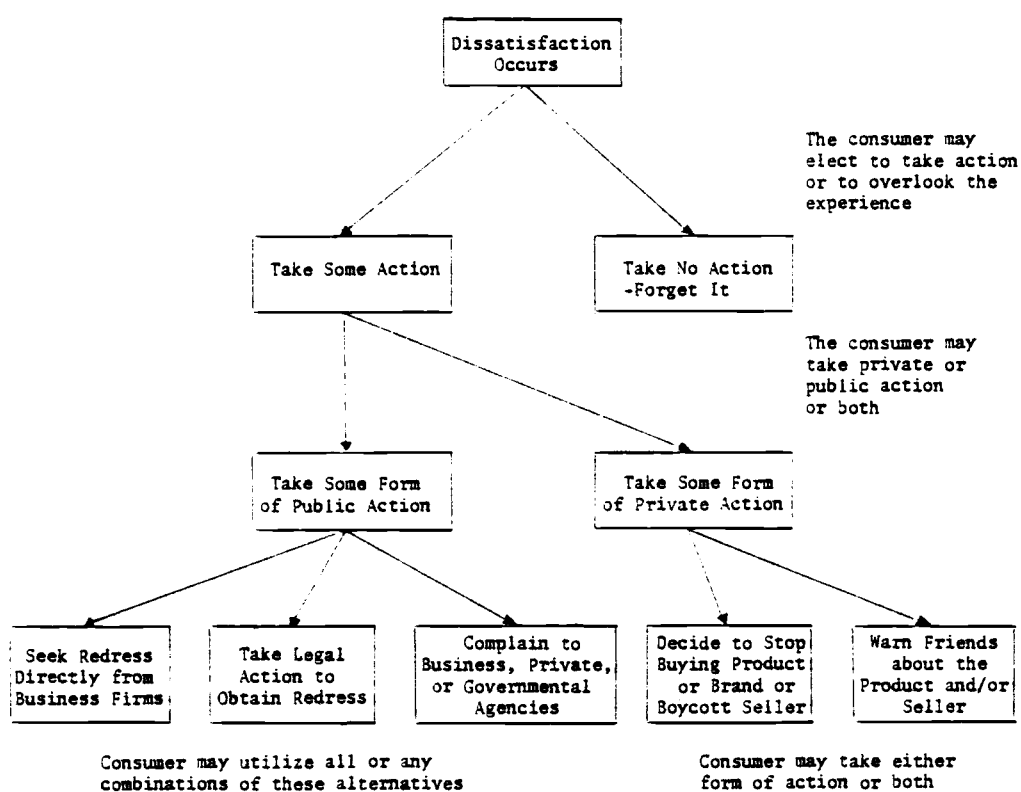 Dissatisfaction
Occurs
The consumer may
elect to take action
or to overlook the
experience
Take Some Action
Take No Action
-Forget It
The consumer may
take private or
public action
or both
Take Some Form
of Public Action
Take Some Form
of Private Action
Seek Redress
Directly from
Business Firms
Take Legal
Action to
Obtain Redress
Complain to
Business, Private,
or Governmental
Agencies
Decide to Stop
Buying Product
or Brand or
Boycott Seller
Warn Friends
about the
Product and/or
Seller
Consumer may utilize all or any
combinations of these alternatives
Consumer may take either
form of action or both